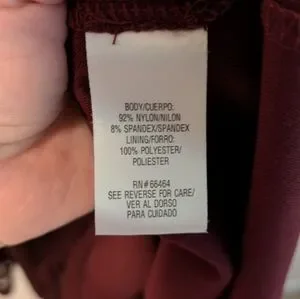 BODY/CUERPO:
92% NYLON/NILON
8% SPANDEX/SPANDEX
LINING/FORRO:
100% POLYESTER/
POLIESTER
RN# 66464
SEE REVERSE FOR CARE/
VER AL DORSO
PARA CUIDADO